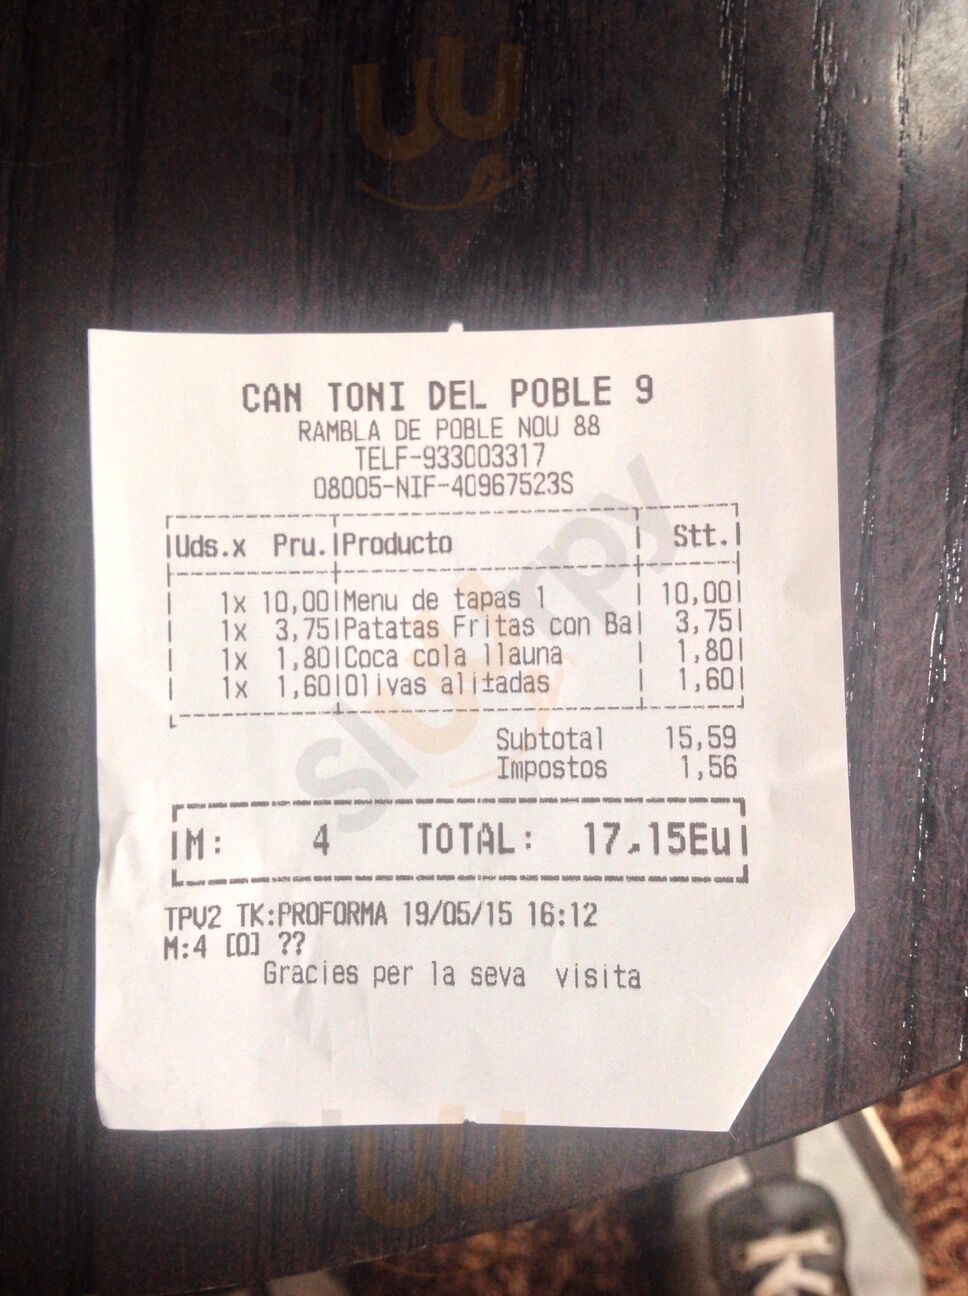 CAN TONI DEL POBLE 9
RAMBLA DE POBLE NOU 88
TELF-933003317
08005-NIF-40967523S
Uds.x Pru. Producto Stt.
1x 10,00 Menu de tapas 1 10,00
1x 3,75 Patatas Fritas con Ba 3,75
1x 1,80 Coca cola llauna 1,80
1x 1,60 Olivas alitadas 1,60
Subtotal 15,59
Impostos 1,56
M: 4 TOTAL: 17,15Eu
TPV2 TK:PROFORMA 19/05/15 16:12
M:4 [0] ??
Gracies per la seva visita
slurpy